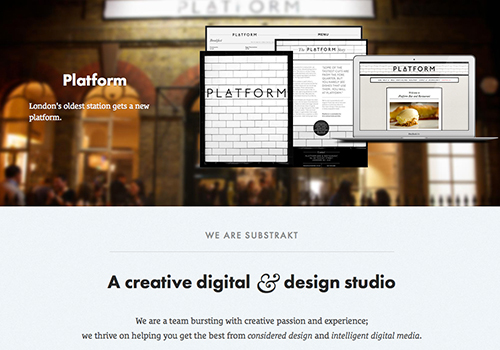 PLATFORM
PLATFORM
MENU
Breakfast
The PLATFORM Story
PLATFORM
PLATFORM
Platform
London's oldest station gets a new
platform.
WE ARE SUBSTRAKT
A creative digital & design studio
We are a team bursting with creative passion and experience;
we thrive on helping you get the best from considered design and intelligent digital media.